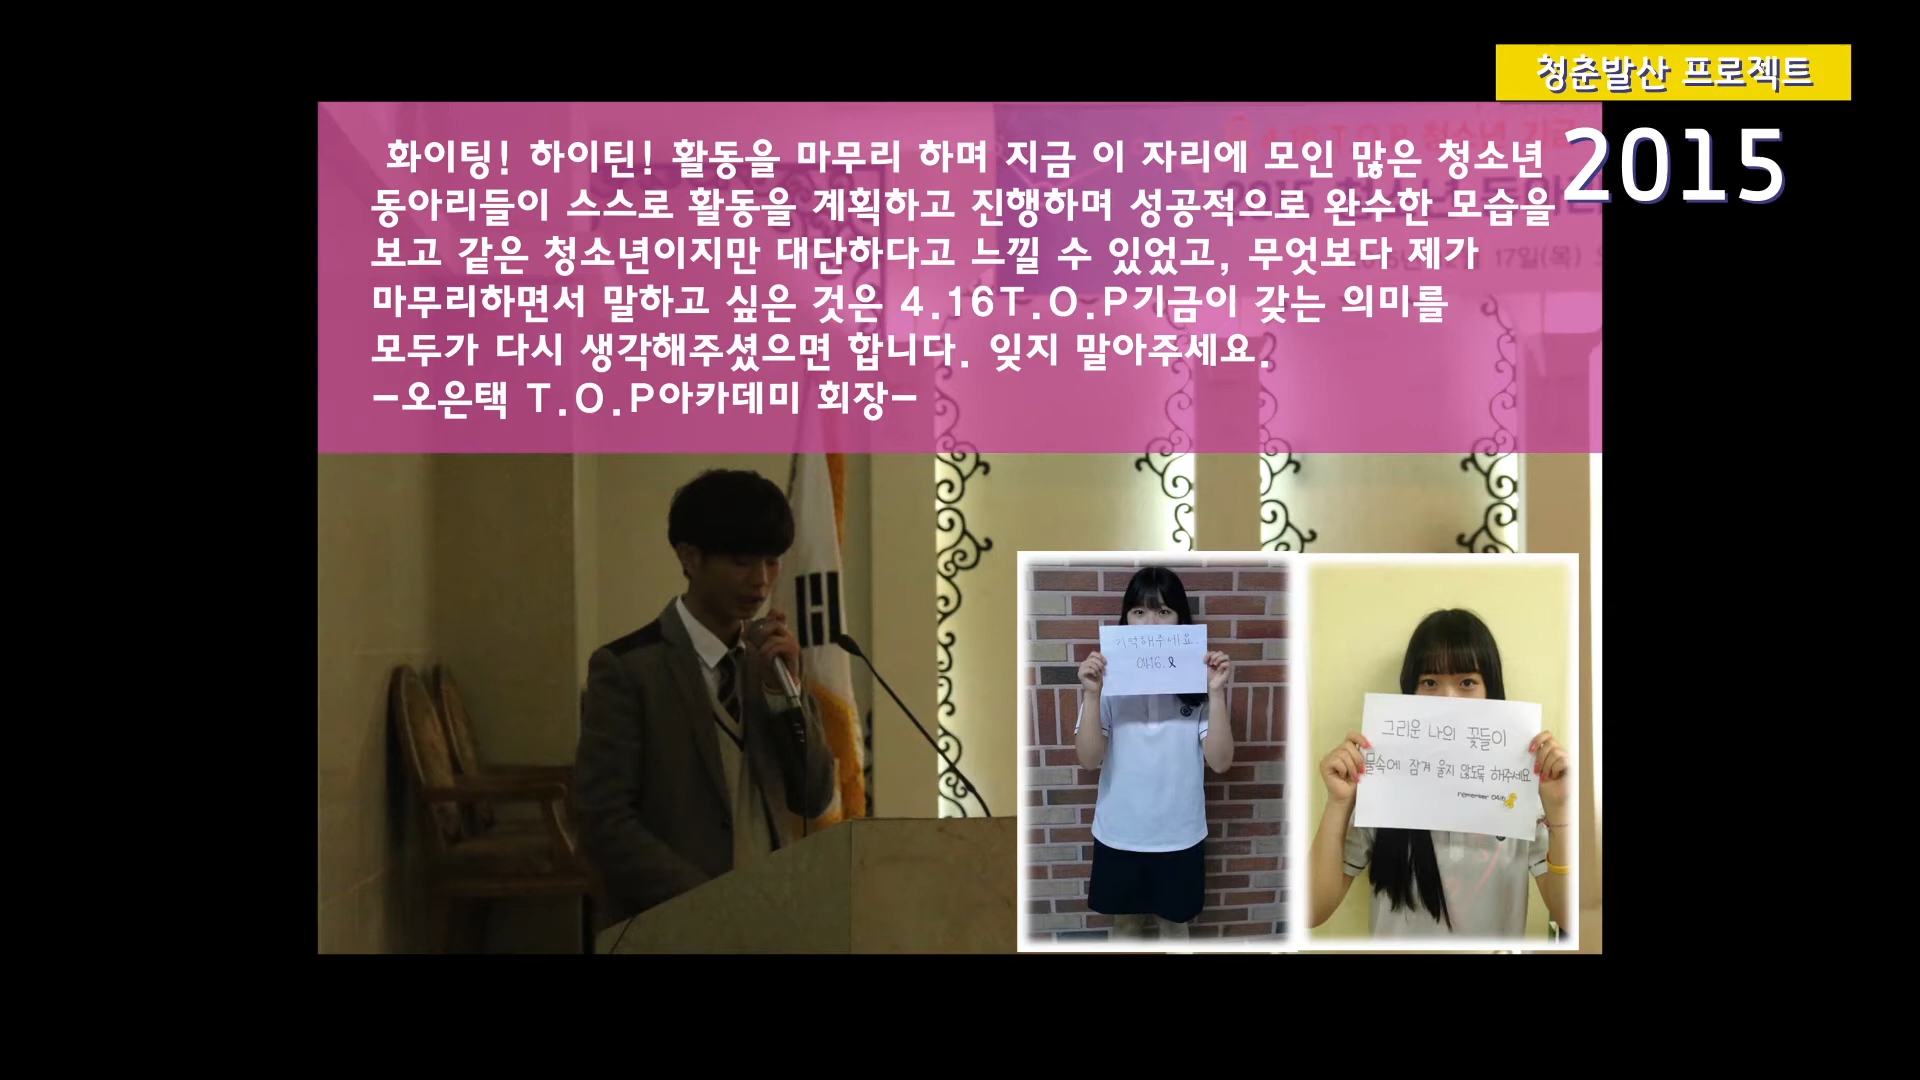 청춘발산 프로젝트
2015
화이팅! 하이틴! 활동을 마무리 하며 지금 이 자리에 모인 많은 청소년
동아리들이 스스로 활동을 계획하고 진행하며 성공적으로 완수한 모습을
보고 같은 청소년이지만 대단하다고 느낄 수 있었고, 무엇보다 제가
마무리하면서 말하고 싶은 것은 4.16T.O.P기금이 갖는 의미를
모두가 다시 생각해주셨으면 합니다. 잊지 말아주세요.
-오은택 T.O.P아카데미 회장-
17일(목)
기억해주세요.
0416.
그리운 나의 꽃들이
물속에 잠겨 울지 않도록 해주세요
remember 0416